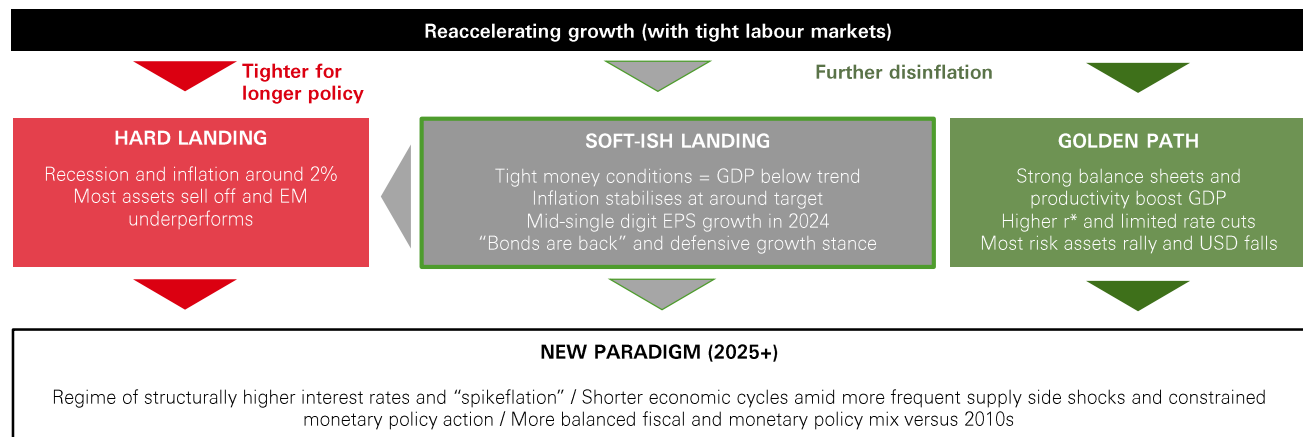 Reaccelerating growth (with tight labour markets)
Tighter for
longer policy
Further disinflation
HARD LANDING
Recession and inflation around 2%
Most assets sell off and EM
underperforms
SOFT-ISH LANDING
Tight money conditions = GDP below trend
Inflation stabilises at around target
Mid-single digit EPS growth in 2024
“Bonds are back” and defensive growth stance
GOLDEN PATH
Strong balance sheets and
productivity boost GDP
Higher r* and limited rate cuts
Most risk assets rally and USD falls
NEW PARADIGM (2025+)
Regime of structurally higher interest rates and “spikeflation” / Shorter economic cycles amid more frequent supply side shocks and constrained
monetary policy action / More balanced fiscal and monetary policy mix versus 2010s